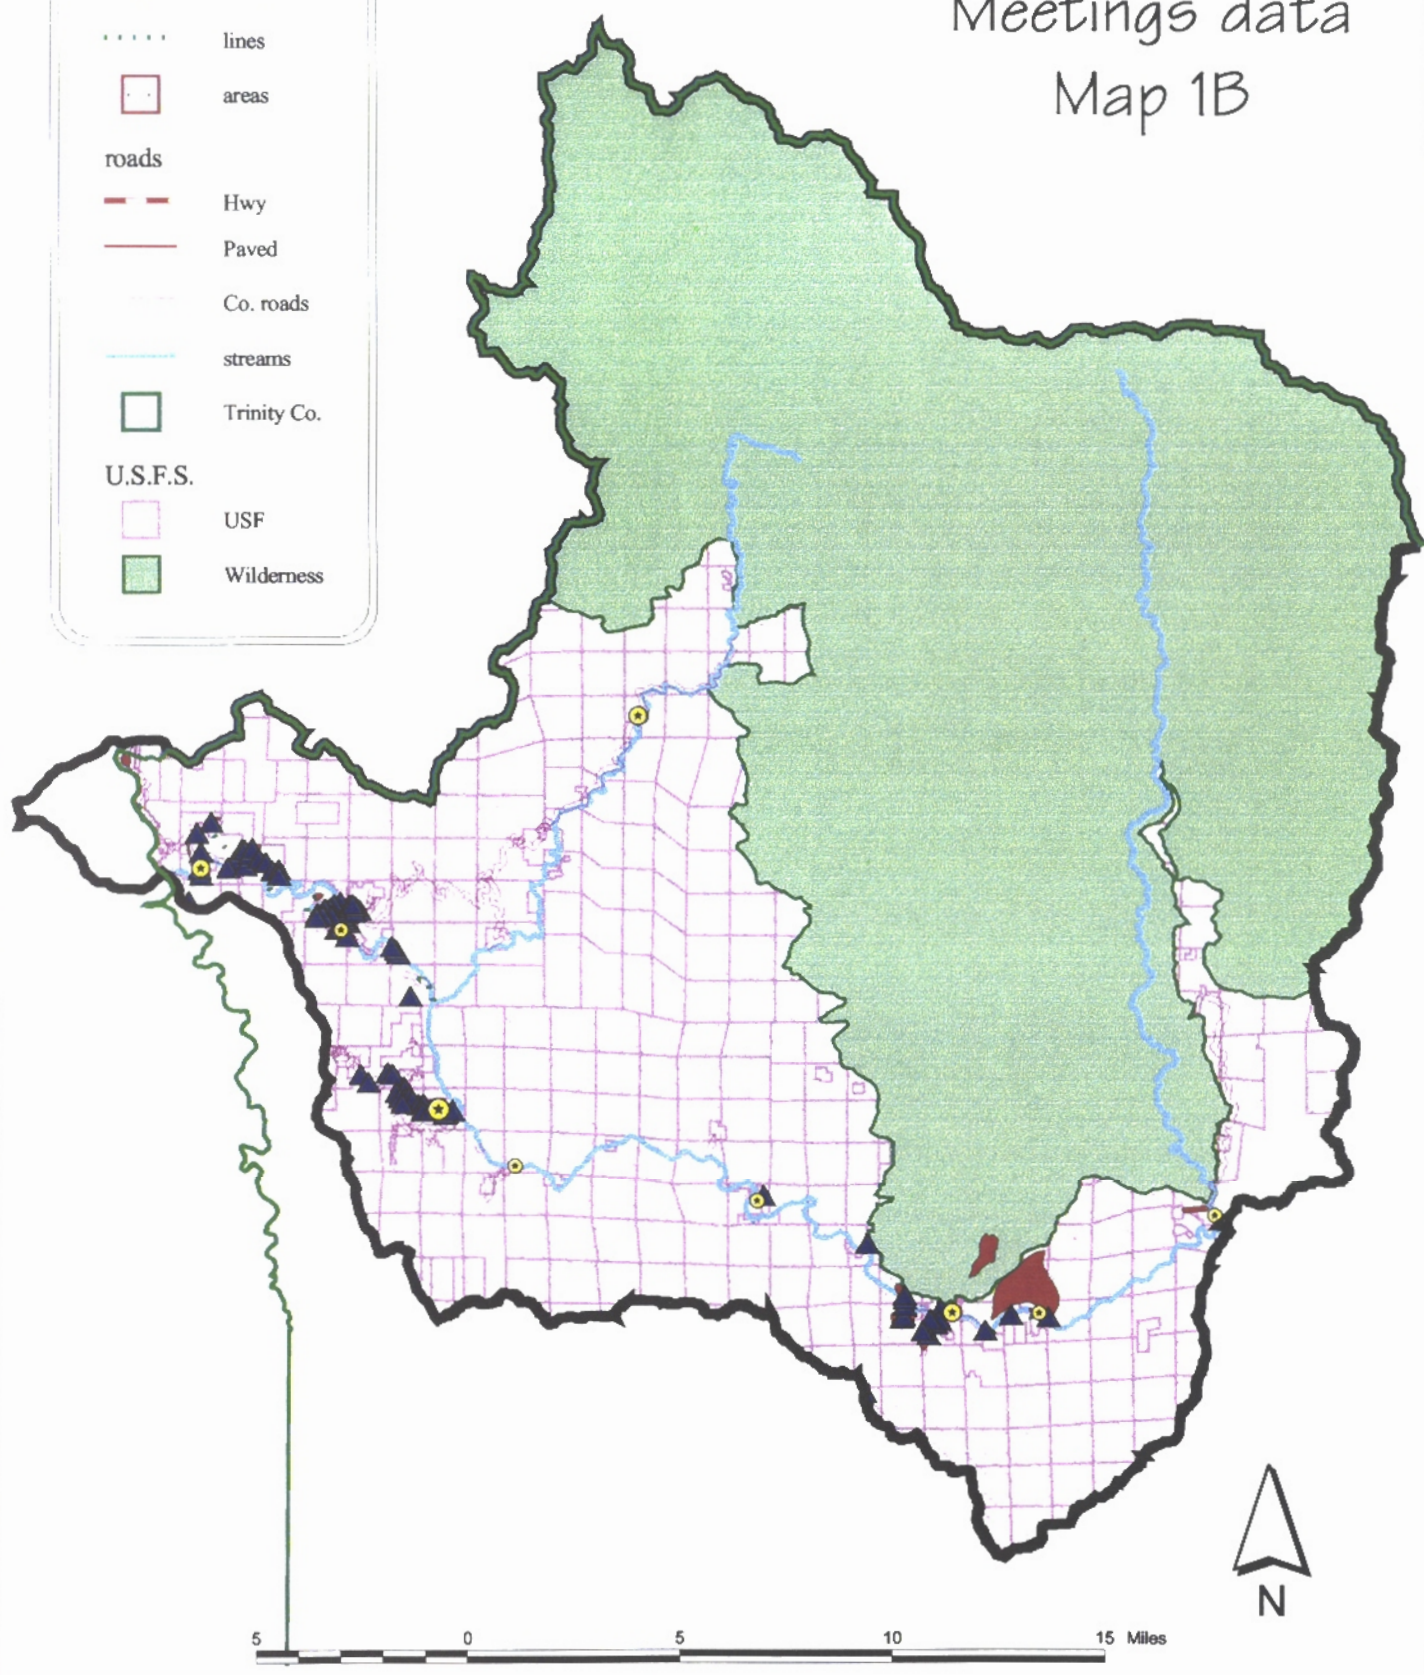 Meetings data
Map 1B
lines
areas
roads
Hwy
Paved
Co. roads
streams
Trinity Co.
U.S.F.S.
USF
Wilderness
N
5 0 5 10 15 Miles